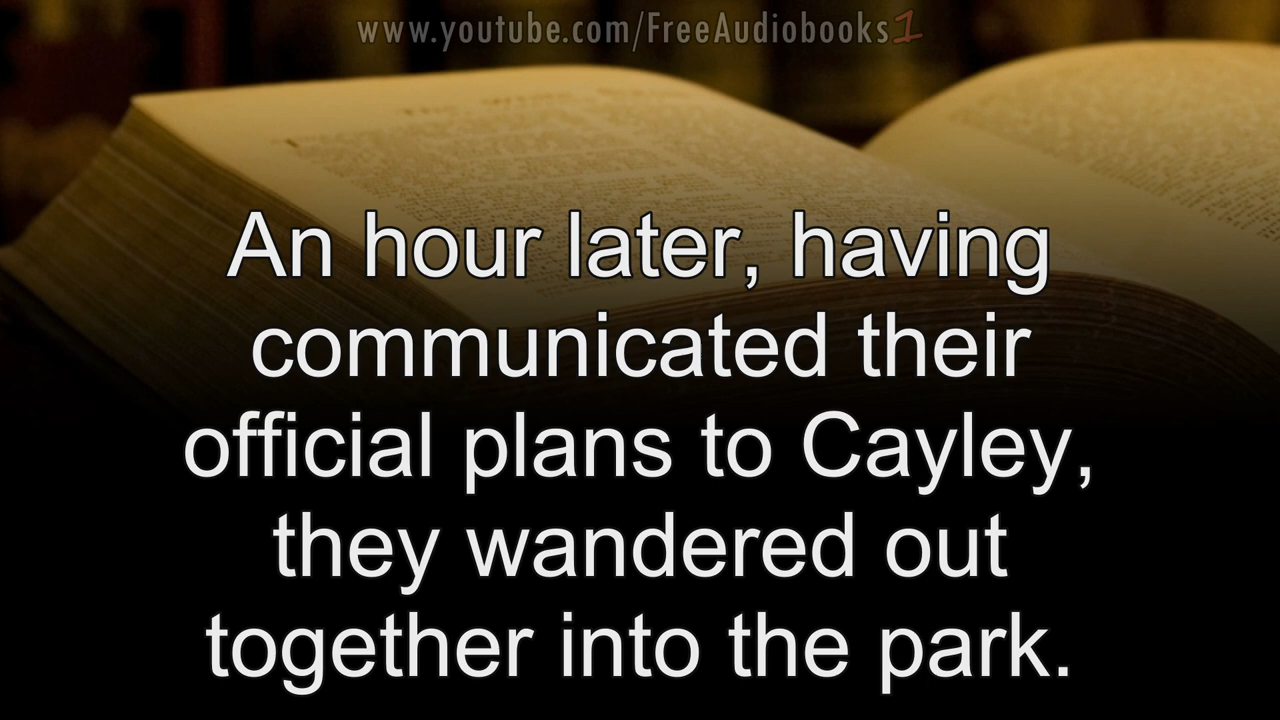 www.youtube.com/FreeAudiobooks1
An hour later, having
communicated their
official plans to Cayley,
they wandered out
together into the park.